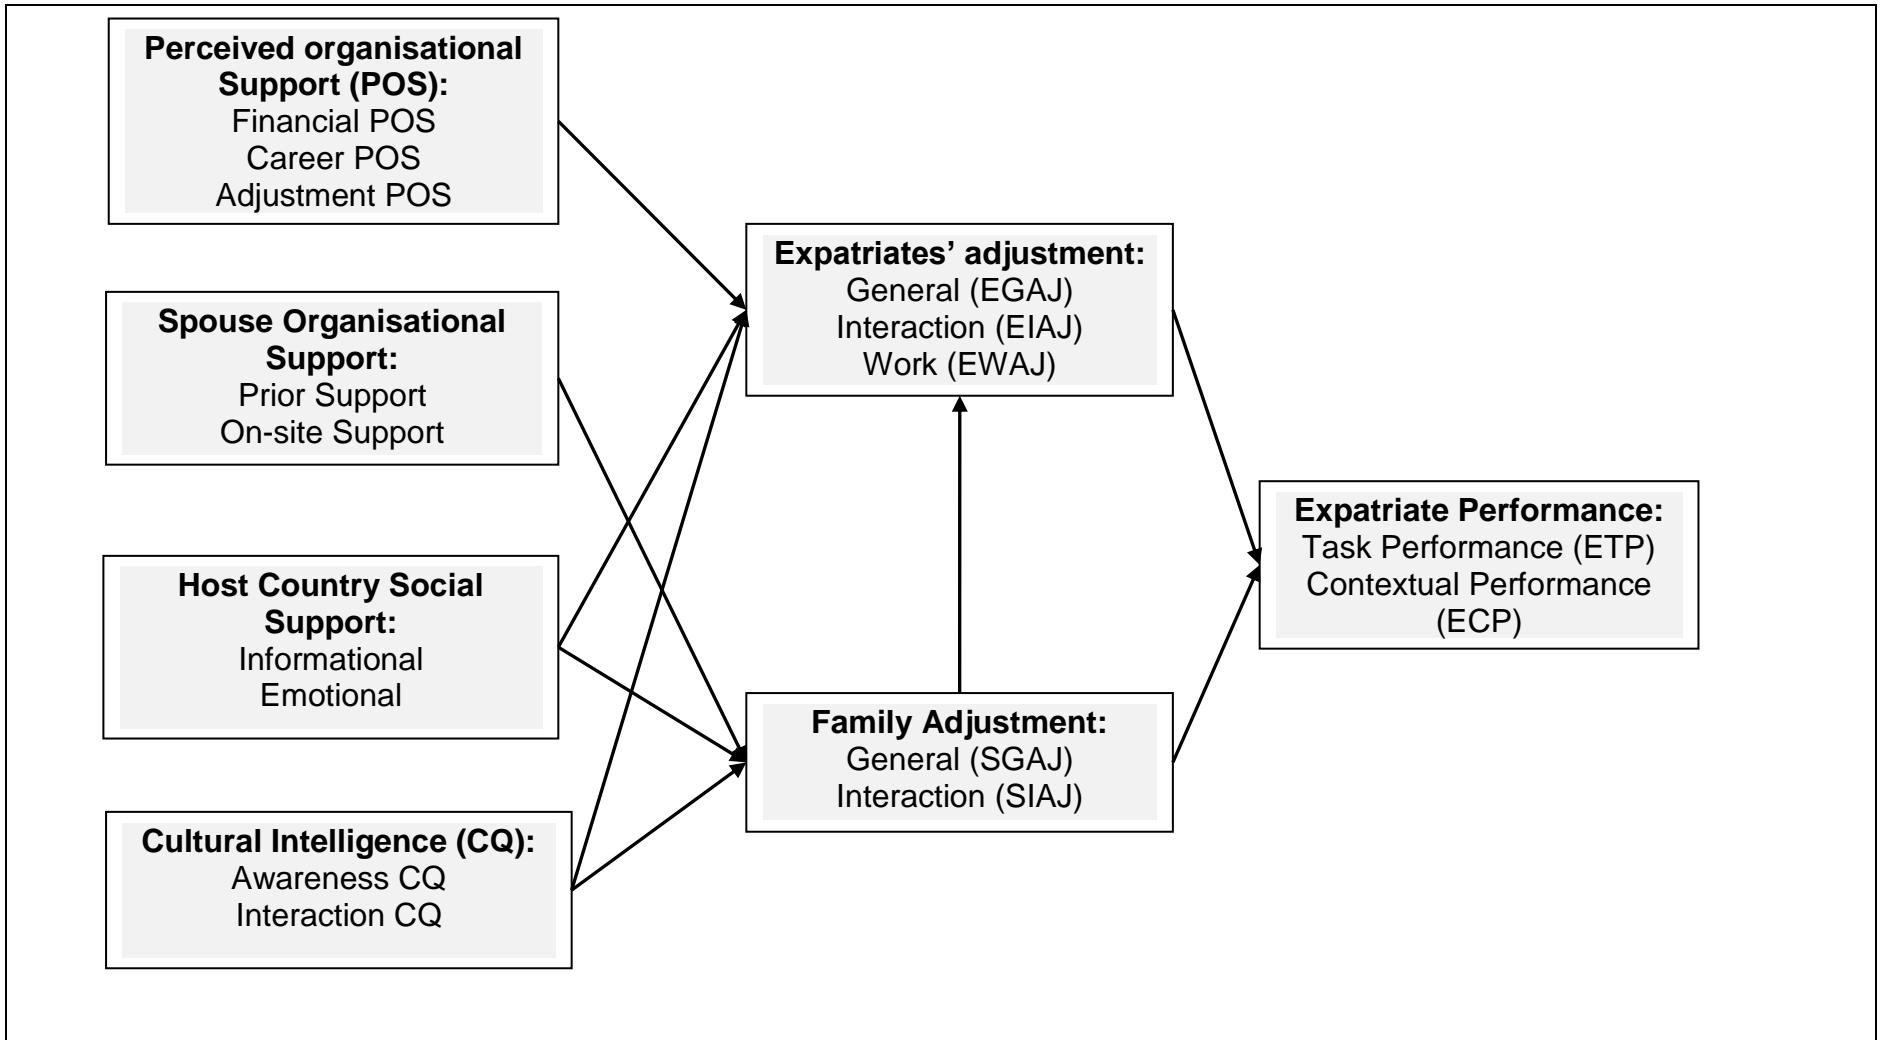 Perceived organisational
Support (POS):
Financial POS
Career POS
Adjustment POS
Spouse Organisational
Support:
Prior Support
On-site Support
Host Country Social
Support:
Informational
Emotional
Cultural Intelligence (CQ):
Awareness CQ
Interaction CQ
Expatriates’ adjustment:
General (EGAJ)
Interaction (EIAJ)
Work (EWAJ)
Family Adjustment:
General (SGAJ)
Interaction (SIAJ)
Expatriate Performance:
Task Performance (ETP)
Contextual Performance
(ECP)